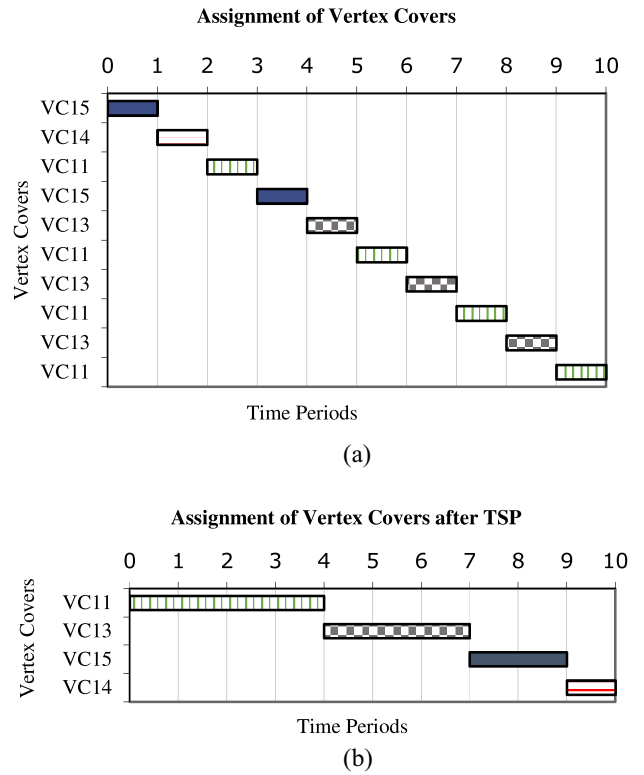 Assignment of Vertex Covers
0 1 2 3 4 5 6 7 8 9 10
VC15
VC14
VC11
VC15
VC13
VC11
VC13
VC11
VC13
VC11
Vertex Covers
Time Periods
(a)
Assignment of Vertex Covers after TSP
0 1 2 3 4 5 6 7 8 9 10
VC11
VC13
VC15
VC14
Vertex Covers
Time Periods
(b)